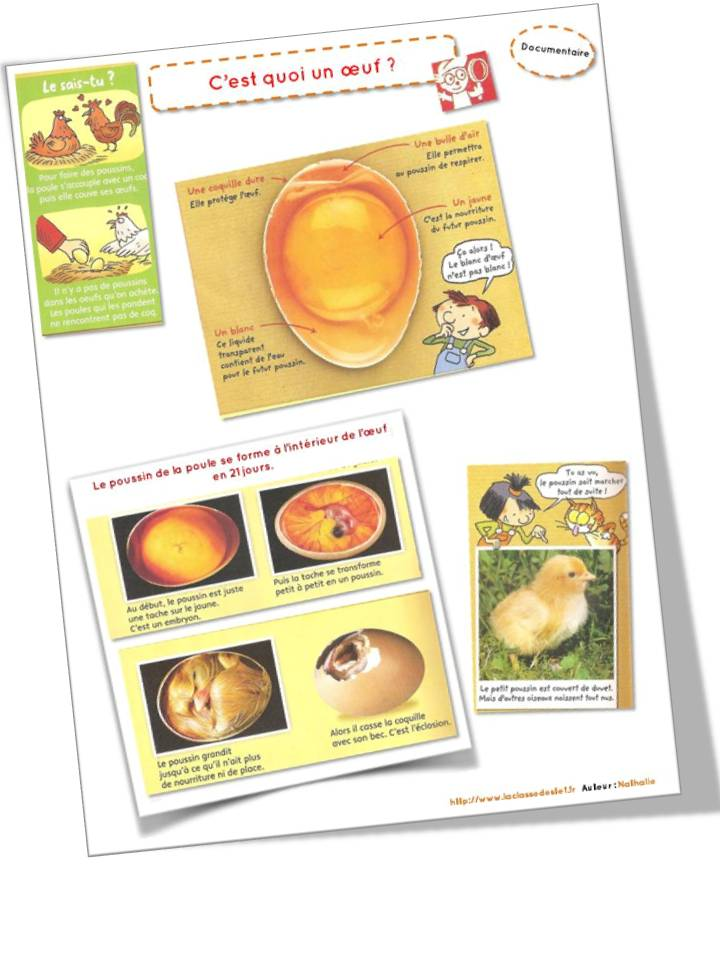 C'est quoi un œuf ?
Documentaire
Le sais-tu ?
Pour faire des poussins,
la poule s'accouple avec un coq
puis elle couve ses œufs.
Il n'y a pas de poussins
dans les oeufs qu'on achète.
Les poules qui les pondent
ne rencontrent pas de coq.
Une coquille dure
Elle protège l'œuf.
Une bulle d'air
Elle permettra
au poussin de respirer.
Un jaune
C'est la nourriture
du futur poussin.
Ça alors !
Le blanc d'œuf
n'est pas blanc !
Un blanc
Ce liquide
transparent
contient de l'eau
pour le futur poussin.
Le poussin de la poule se forme à l'intérieur de l'œuf
en 21 jours.
Au début, le poussin est juste
une tache sur le jaune.
C'est un embryon.
Puis la tache se transforme
petit à petit en un poussin.
Le poussin grandit
jusqu'à ce qu'il n'ait plus
de nourriture ni de place.
Alors il casse la coquille
avec son bec. C'est l'éclosion.
Tu as vu,
le poussin sait marcher
tout de suite !
Le petit poussin est couvert de duvet.
Mais d'autres oiseaux naissent tout nus.
http://www.laclassedestef.fr Auteur : Nathalie